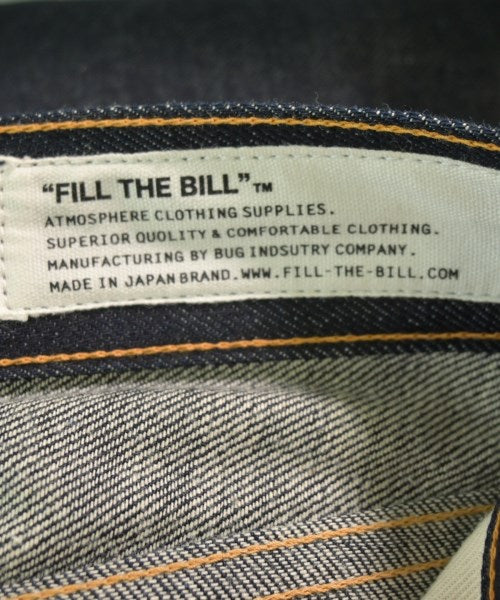 “FILL THE BILL”™
ATMOSPHERE CLOTHING SUPPLIES.
SUPERIOR QUOLITY & COMFORTABLE CLOTHING.
MANUFACTURING BY BUG INDSUTRY COMPANY.
MADE IN JAPAN BRAND.WWW.FILL-THE-BILL.COM